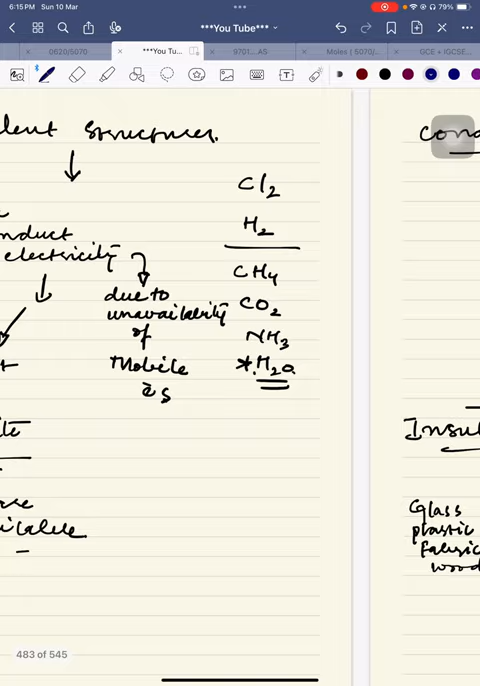 6:15 PM Sun 10 Mar
79%
***You Tube***
0620/5070
***You Tu...
9701...AS
Moles ( 5070/
GCE + IGCSE
lent Structures.
Cl2
H2
nduct
electricity
CH4
due to
unavailability
CO2
of
NH3
Mobile
*.H2O.
ēs
Insul
Glass
plastic
fabric
wood
483 of 545